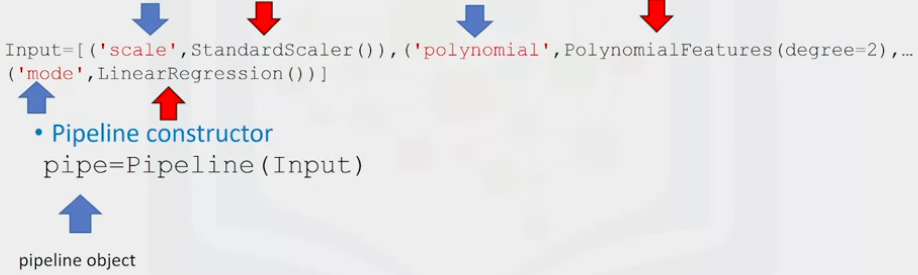 Input=[('scale',StandardScaler()),('polynomial',PolynomialFeatures(degree=2),…
('mode',LinearRegression())]
• Pipeline constructor
pipe=Pipeline(Input)
pipeline object